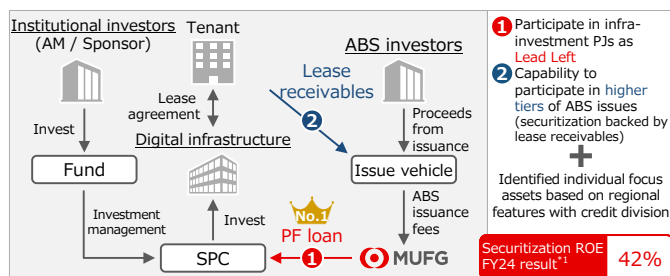 Institutional investors
(AM / Sponsor)
Tenant
ABS investors
Lease
receivables
2
Lease
agreement
Invest
Proceeds
from
issuance
Digital infrastructure
Fund
Issue vehicle
Investment
management
Invest
No.1
PF loan
1
ABS
issuance
fees
SPC
MUFG
1 Participate in infra-
investment PJs as
Lead Left
2 Capability to
participate in higher
tiers of ABS issues
(securitization backed by
lease receivables)
+
Identified individual focus
assets based on regional
features with credit division
Securitization ROE
FY24 result*1
42%